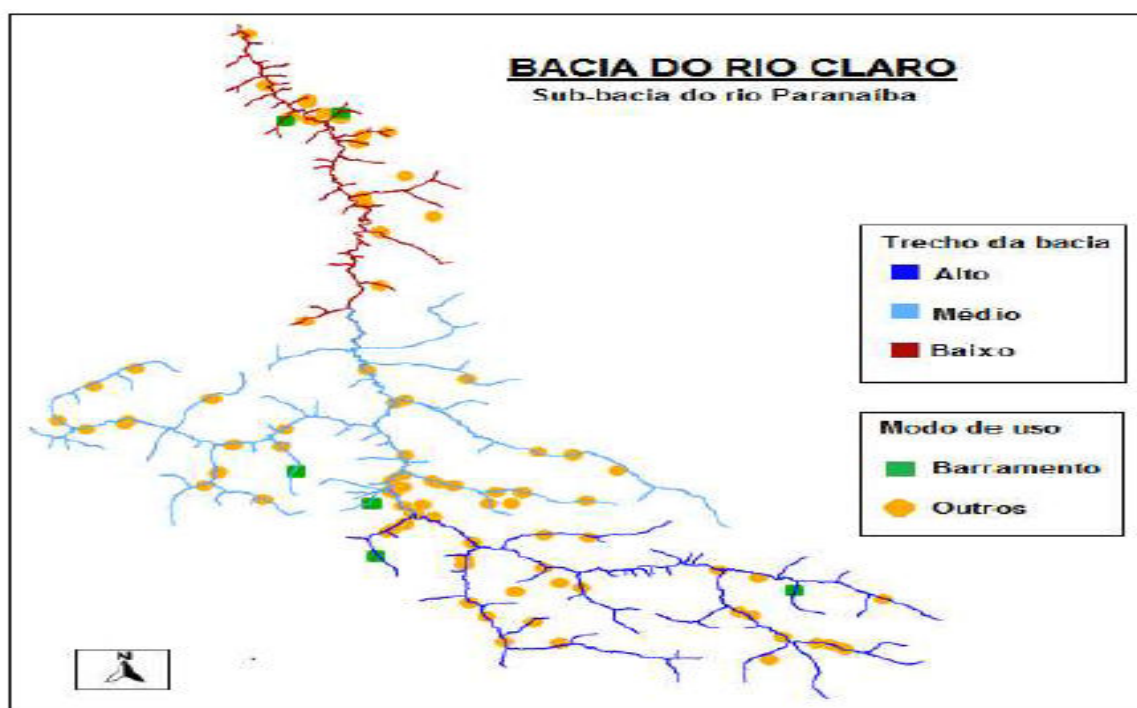 BACIA DO RIO CLARO
Sub-bacia do rio Paranaíba
Trecho da bacia
Alto
Médio
Baixo
Modo de uso
Barramento
Outros
N